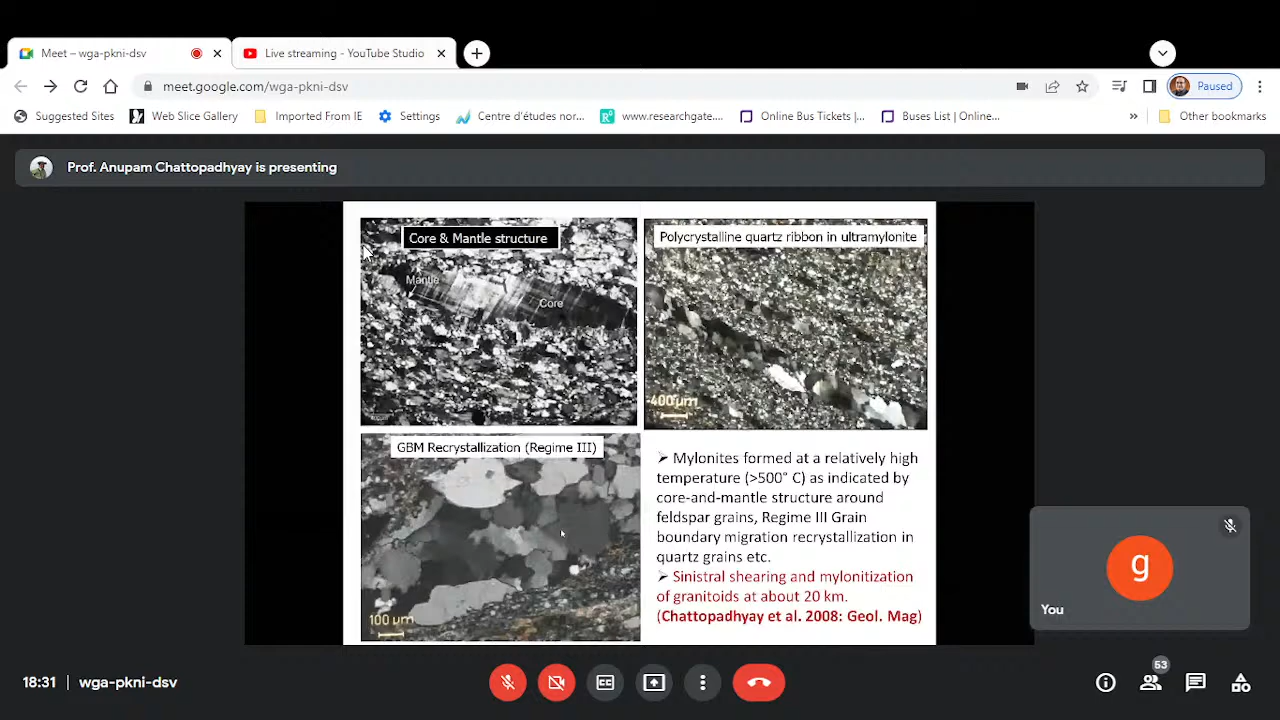 Meet – wga-pkni-dsv
Live streaming - YouTube Studio
meet.google.com/wga-pkni-dsv
Paused
Suggested Sites
Web Slice Gallery
Imported From IE
Settings
Centre d'études nor...
www.researchgate....
Online Bus Tickets |...
Buses List | Online...
»
Other bookmarks
Prof. Anupam Chattopadhyay is presenting
Core & Mantle structure
Mantle
Core
Polycrystalline quartz ribbon in ultramylonite
400 µm
GBM Recrystallization (Regime III)
100 µm
➢ Mylonites formed at a relatively high
temperature (>500° C) as indicated by
core-and-mantle structure around
feldspar grains, Regime III Grain
boundary migration recrystallization in
quartz grains etc.
➢ Sinistral shearing and mylonitization
of granitoids at about 20 km.
(Chattopadhyay et al. 2008: Geol. Mag)
g
You
18:31 | wga-pkni-dsv
CC
53